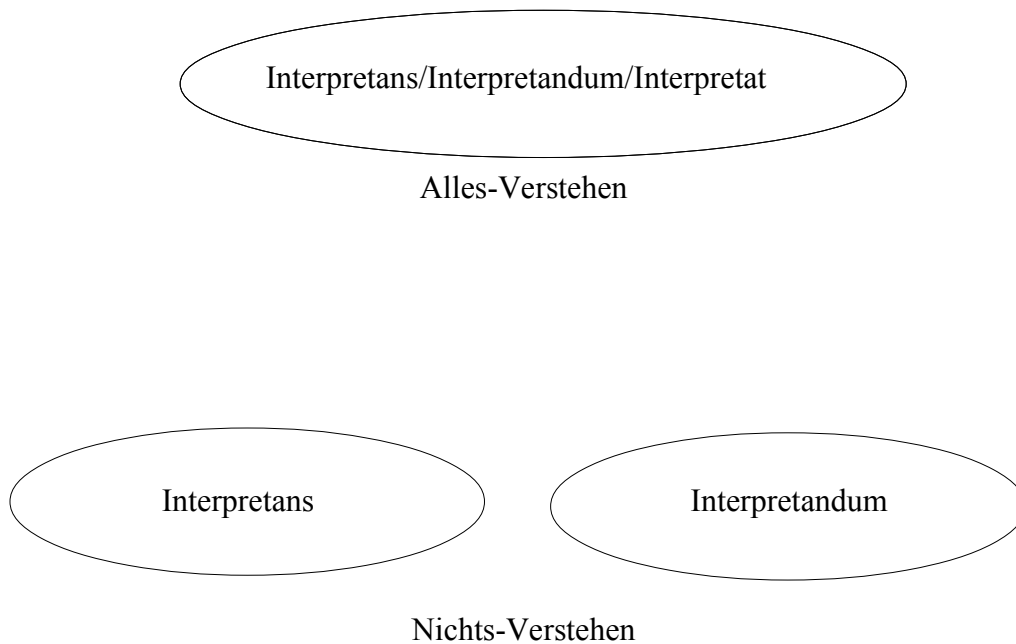 Interpretans/Interpretandum/Interpretat
Alles-Verstehen
Interpretans
Interpretandum
Nichts-Verstehen